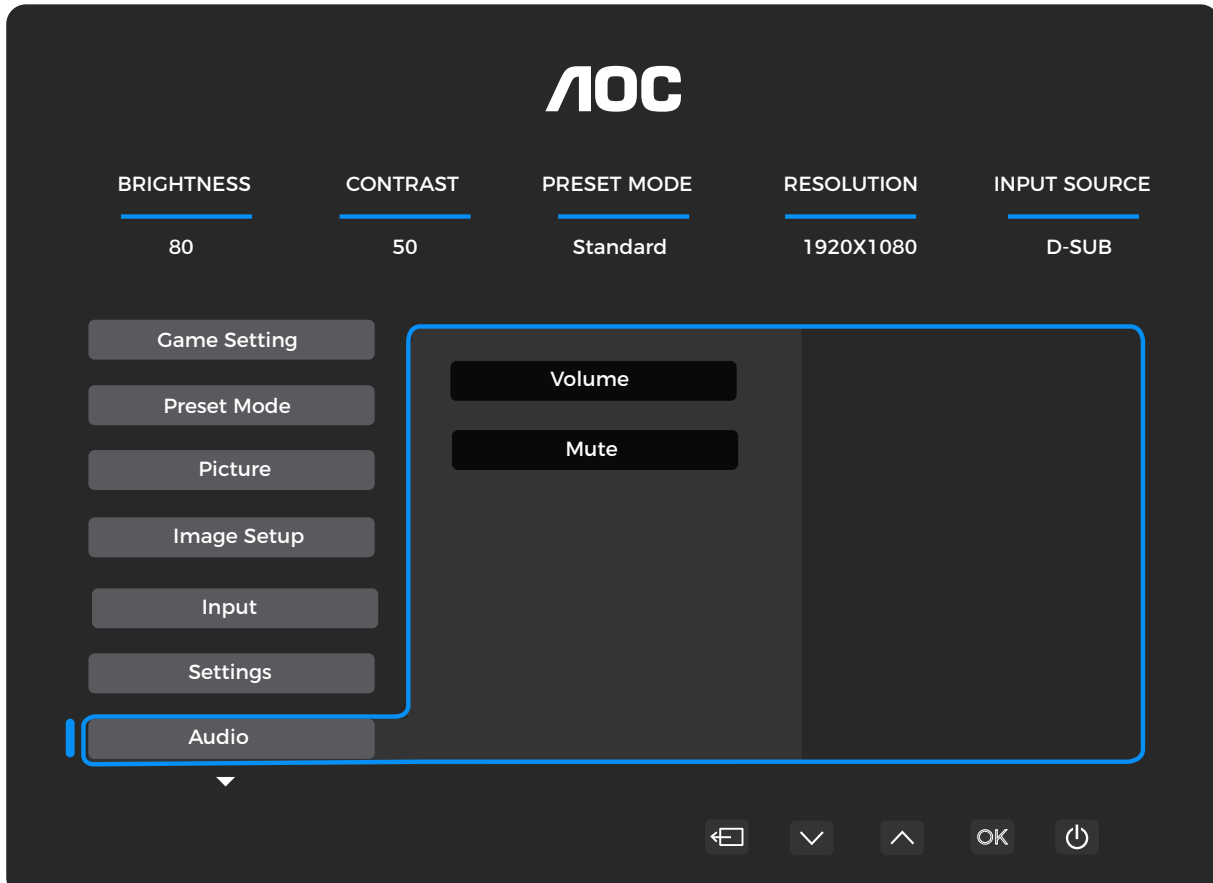 AOC
BRIGHTNESS CONTRAST PRESET MODE RESOLUTION INPUT SOURCE
80 50 Standard 1920X1080 D-SUB
Game Setting
Volume
Preset Mode
Mute
Picture
Image Setup
Input
Settings
Audio
OK